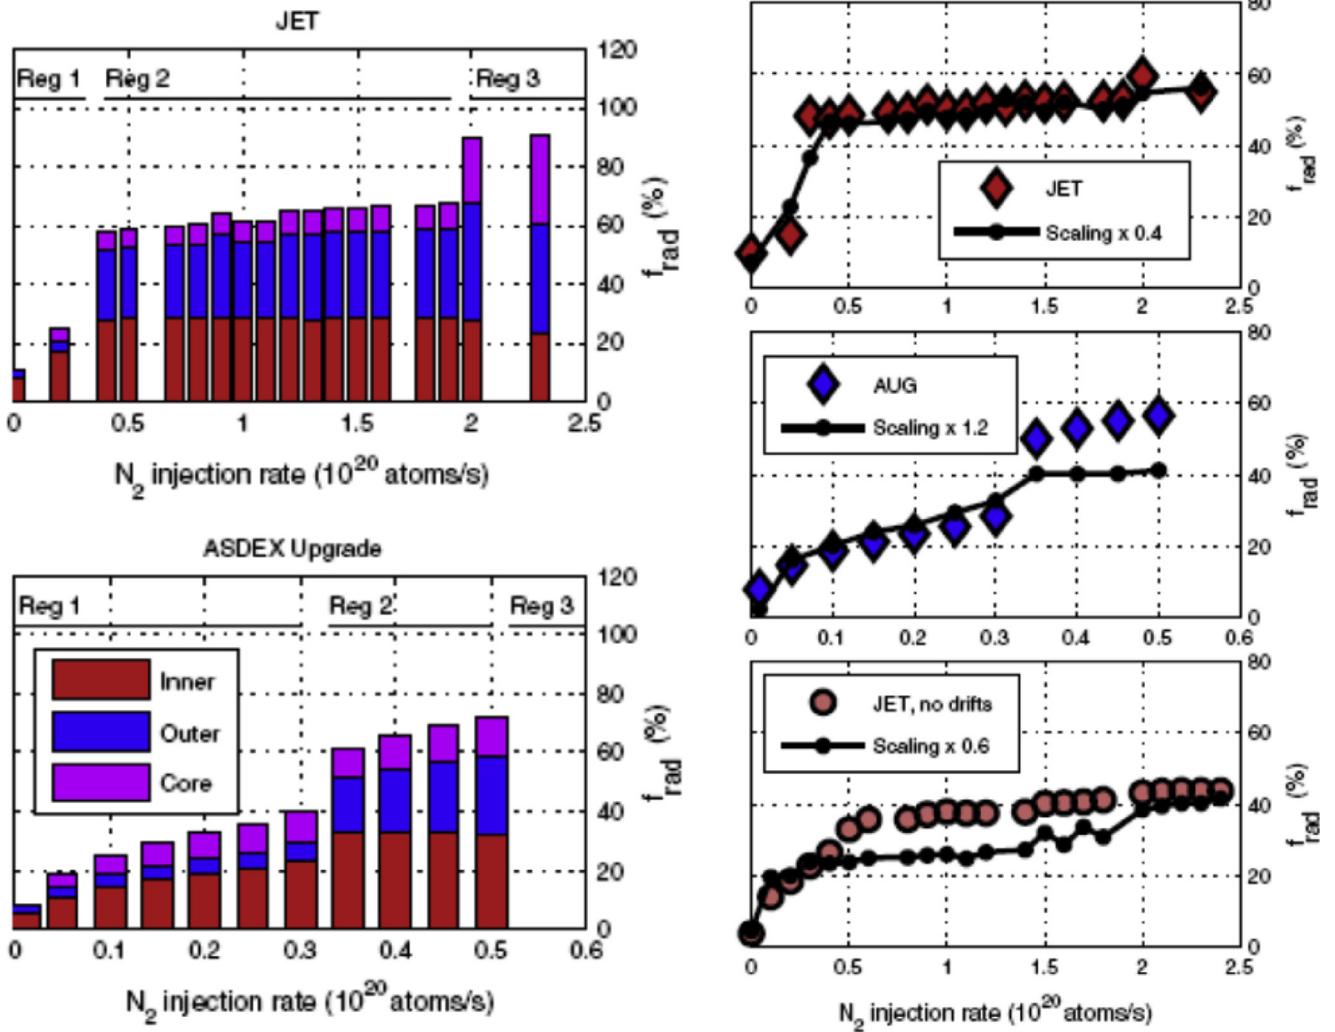 JET
120
100
80
60
40
20
0
Reg 1 Reg 2 Reg 3
f_rad (%)
0 0.5 1 1.5 2 2.5
N_2 injection rate (10^20 atoms/s)
ASDEX Upgrade
120
100
80
60
40
20
0
Reg 1 Reg 2 Reg 3
Inner
Outer
Core
f_rad (%)
0 0.1 0.2 0.3 0.4 0.5 0.6
N_2 injection rate (10^20 atoms/s)
80
60
40
20
0
JET
Scaling x 0.4
f_rad (%)
0 0.5 1 1.5 2 2.5
80
60
40
20
0
AUG
Scaling x 1.2
f_rad (%)
0 0.1 0.2 0.3 0.4 0.5 0.6
80
60
40
20
0
JET, no drifts
Scaling x 0.6
f_rad (%)
0 0.5 1 1.5 2 2.5
N_2 injection rate (10^20 atoms/s)